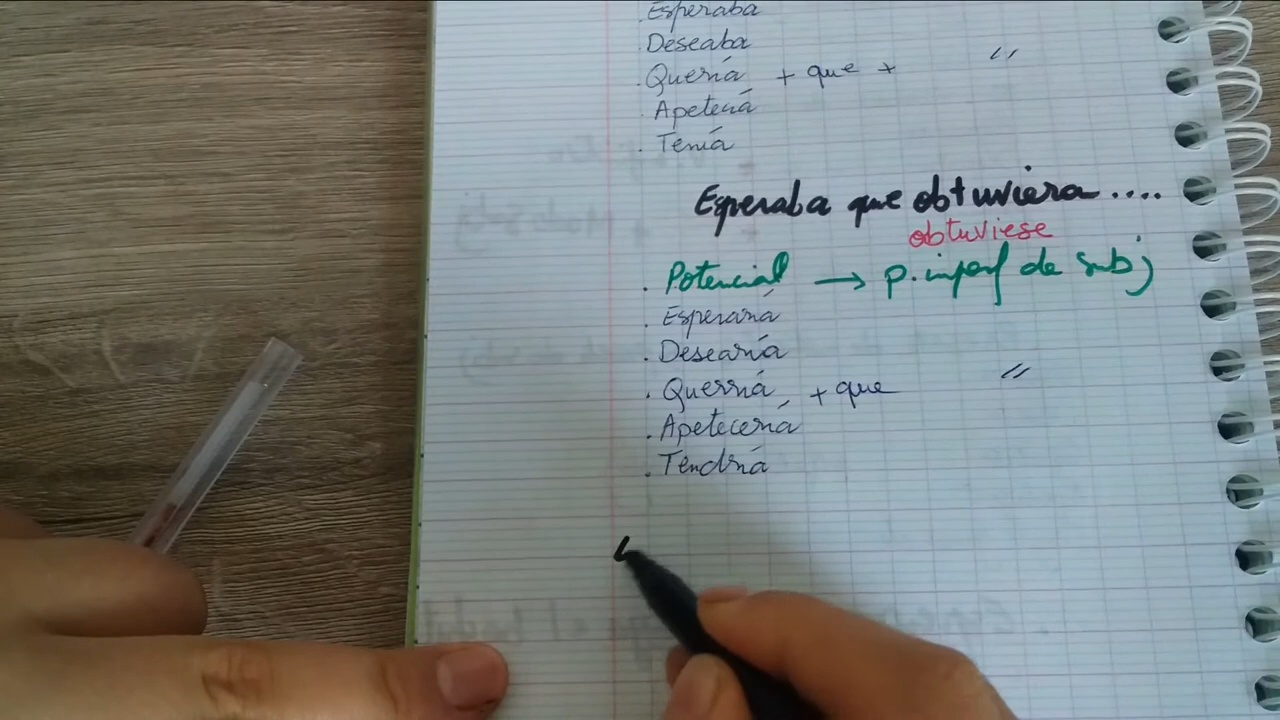 . Esperaba
. Deseaba
. Quería + que + "
. Apetecía
. Tenía
Esperaba que obtuviera ....
obtuviese
. Potencial → p. imperf de Subj
. Esperaría
. Desearía
. Querría, + que "
. Apetecería
. Tendría